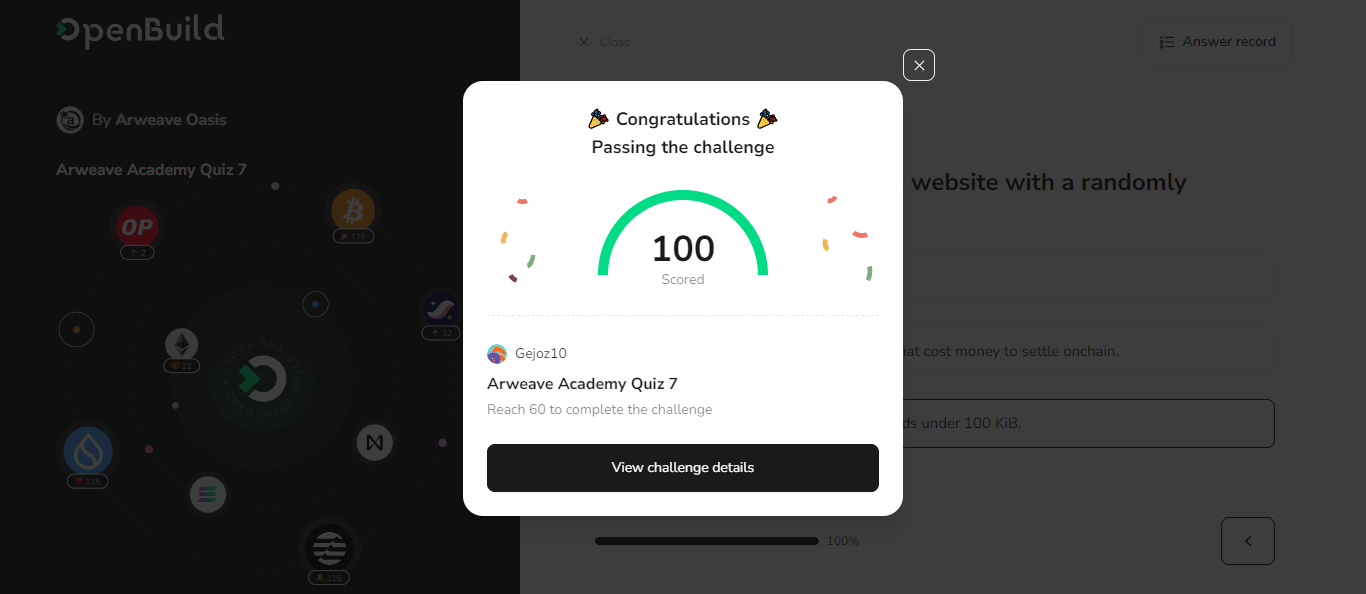 OpenBuild
Close
Answer record
By Arweave Oasis
Arweave Academy Quiz 7
🎉 Congratulations 🎉
Passing the challenge
website with a randomly
OP
2
115
100
Scored
32
22
Gejoz10
Arweave Academy Quiz 7
Reach 60 to complete the challenge
hat cost money to settle onchain.
ds under 100 KiB.
115
View challenge details
100%
115